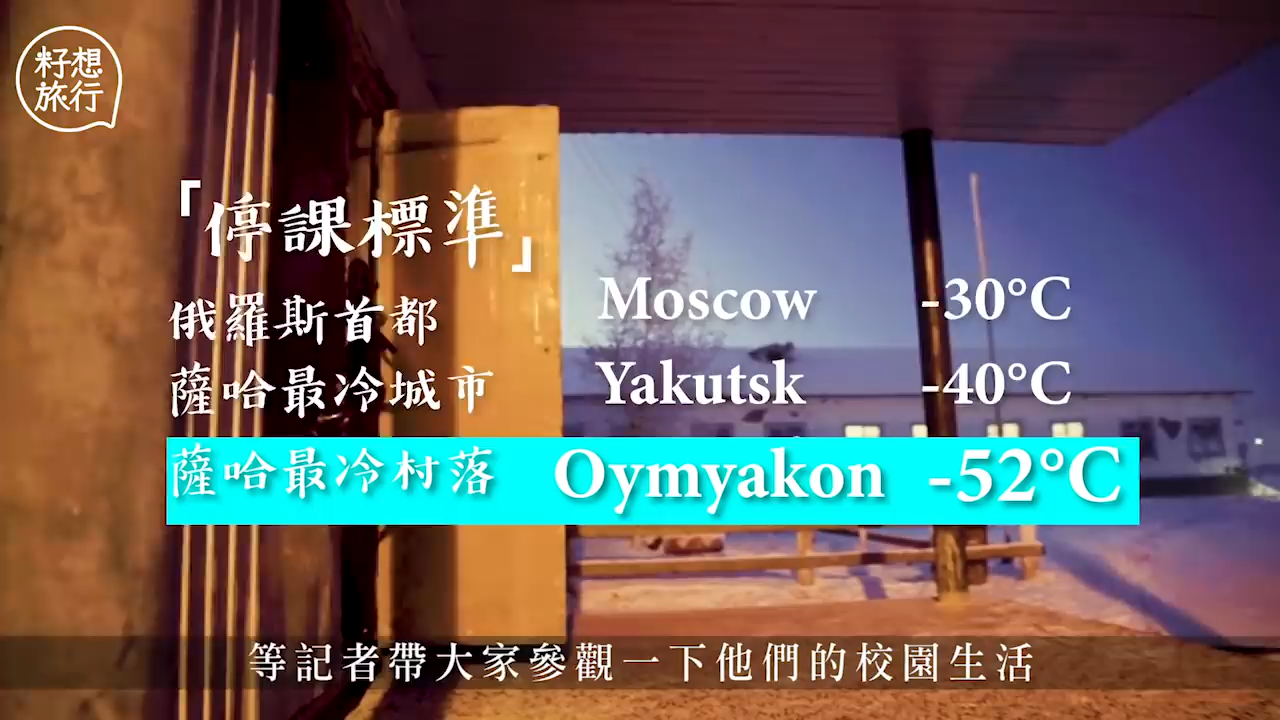 籽想
旅行
「停課標準」
俄羅斯首都 Moscow -30°C
薩哈最冷城市 Yakutsk -40°C
薩哈最冷村落 Oymyakon -52°C
等記者帶大家參觀一下他們的校園生活